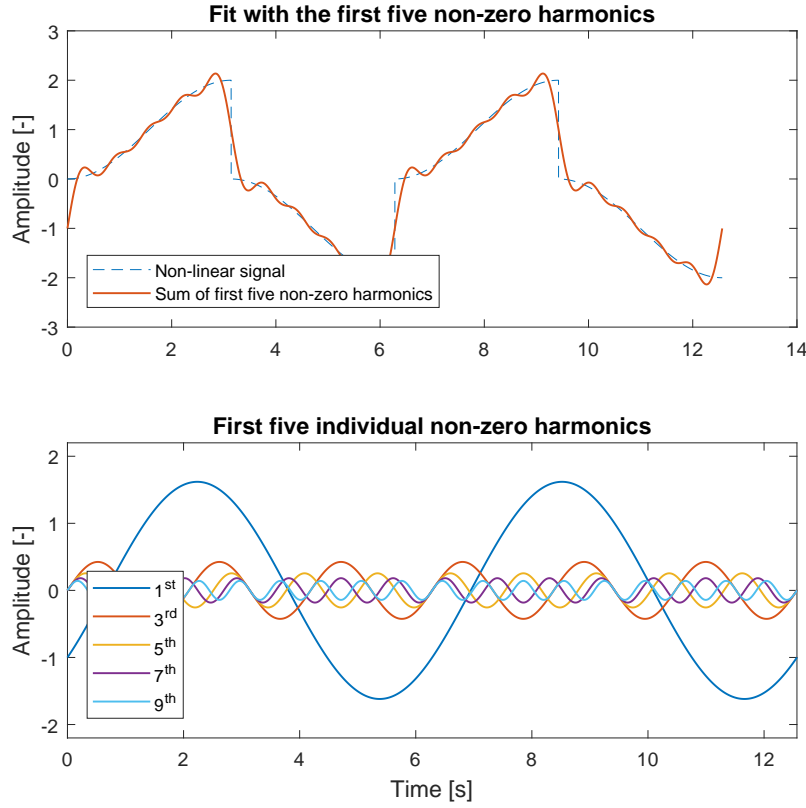 Fit with the first five non-zero harmonics
3
2
1
0
-1
-2
-3
Amplitude [-]
Non-linear signal
Sum of first five non-zero harmonics
0 2 4 6 8 10 12 14
First five individual non-zero harmonics
2
1
0
-1
-2
Amplitude [-]
1st
3rd
5th
7th
9th
0 2 4 6 8 10 12
Time [s]